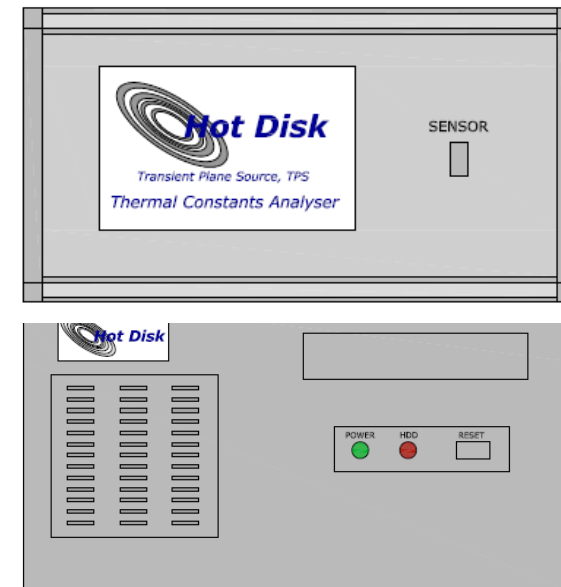 Hot Disk
SENSOR
Transient Plane Source, TPS
Thermal Constants Analyser
Hot Disk
POWER HDD RESET